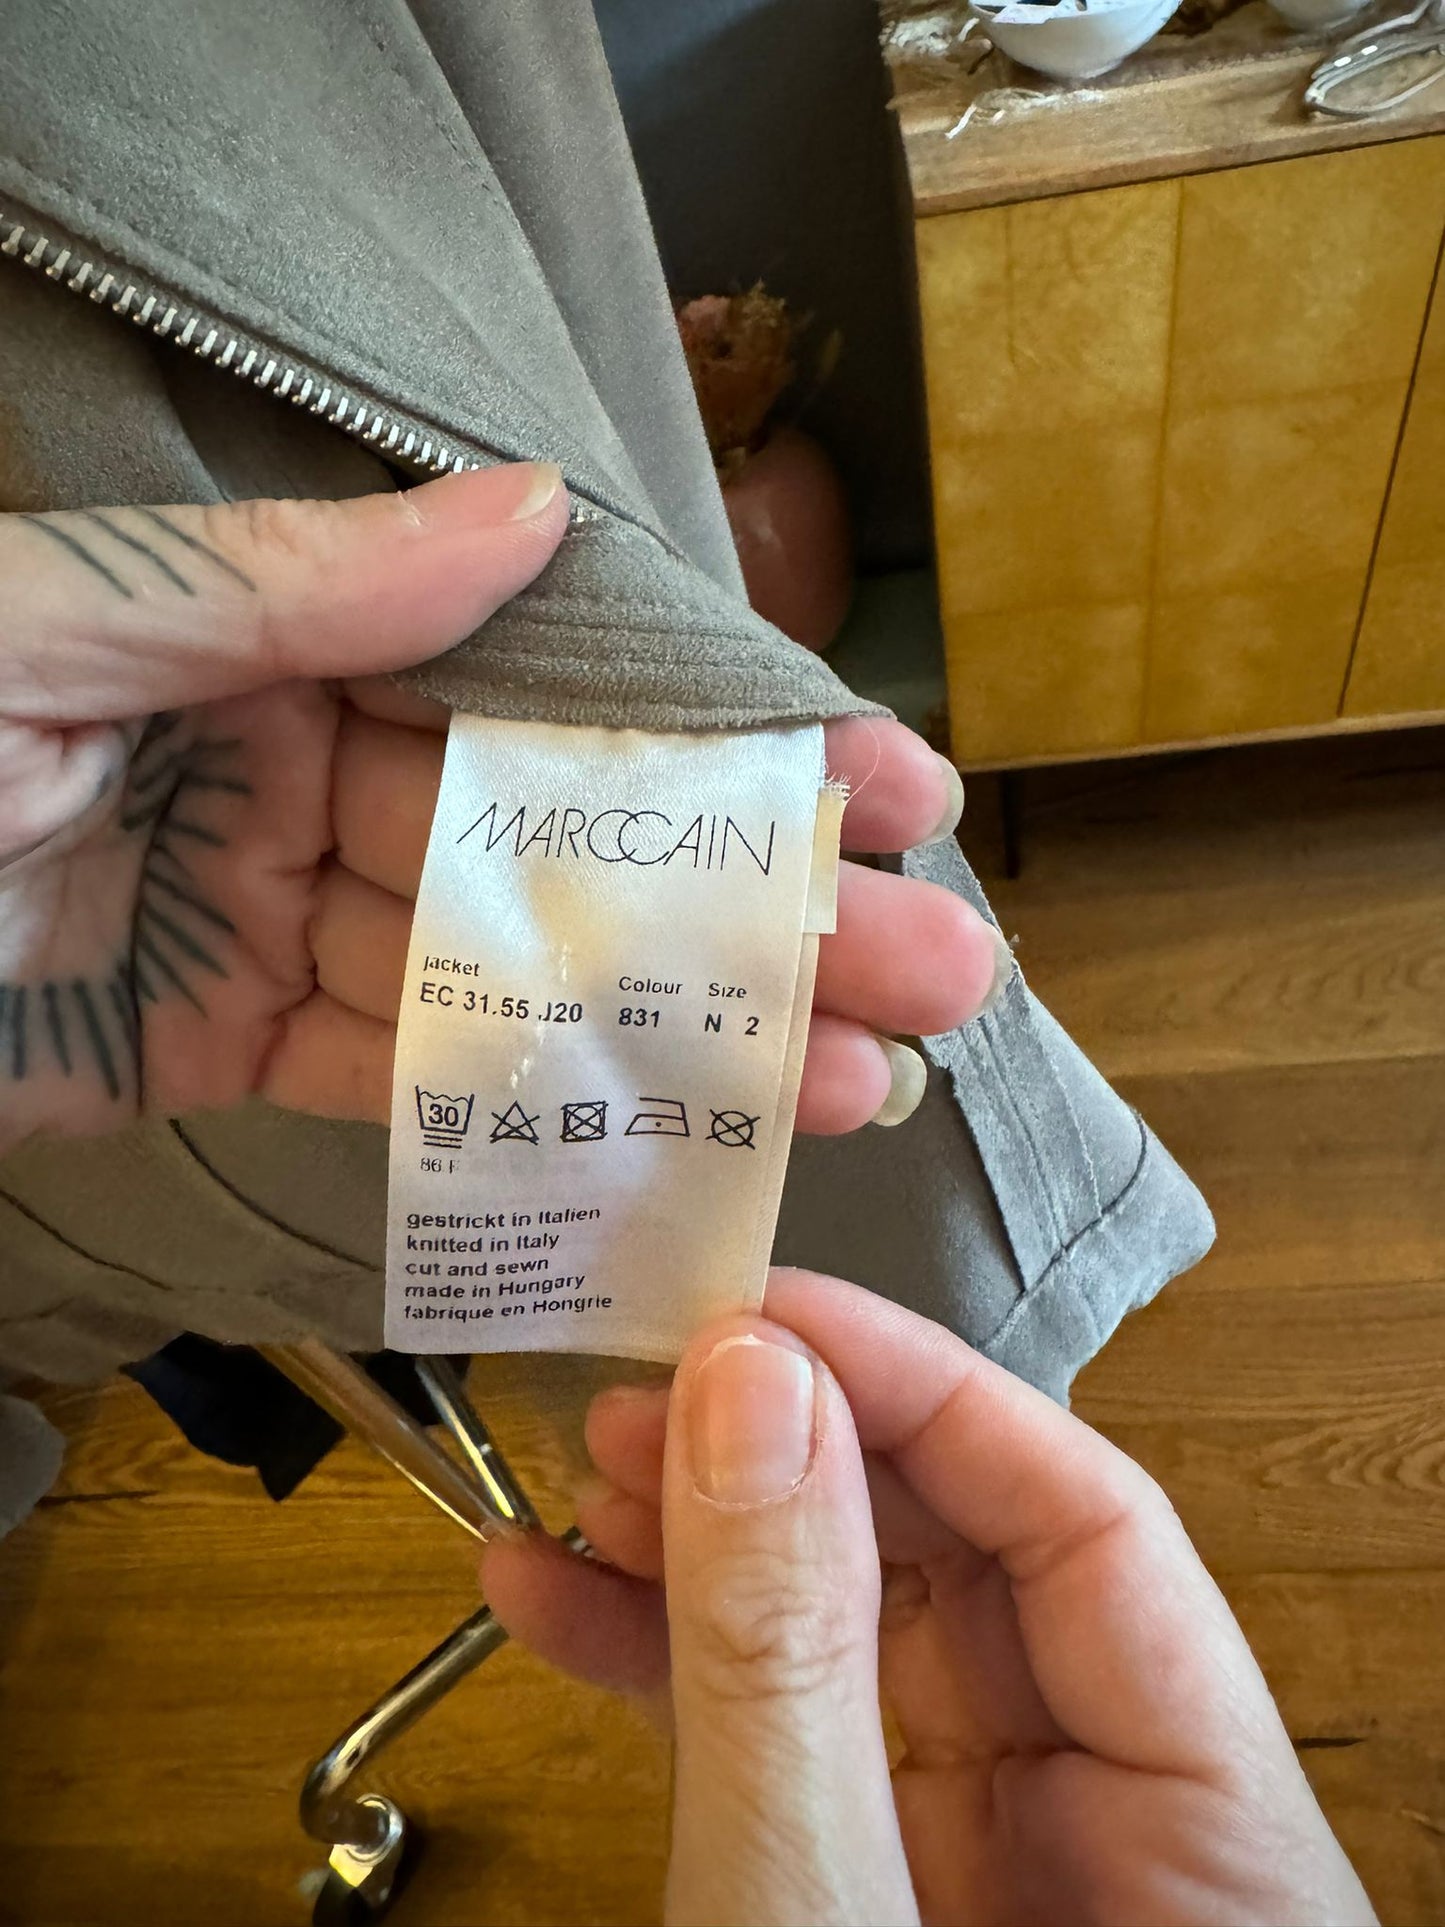 MARCCAIN
Jacket
EC 31.55 J20
Colour
831
Size
N 2
30
86 F
gestrickt in Italien
knitted in Italy
cut and sewn
made in Hungary
fabriqué en Hongrie